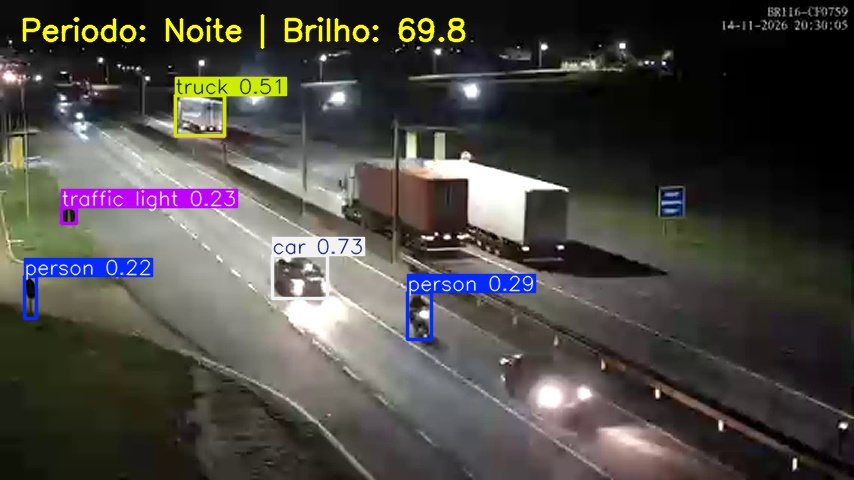 Periodo: Noite | Brilho: 69.8
BR116-CF0759
14-11-2026 20:30:05
truck 0.51
traffic light 0.23
car 0.73
person 0.22
person 0.29